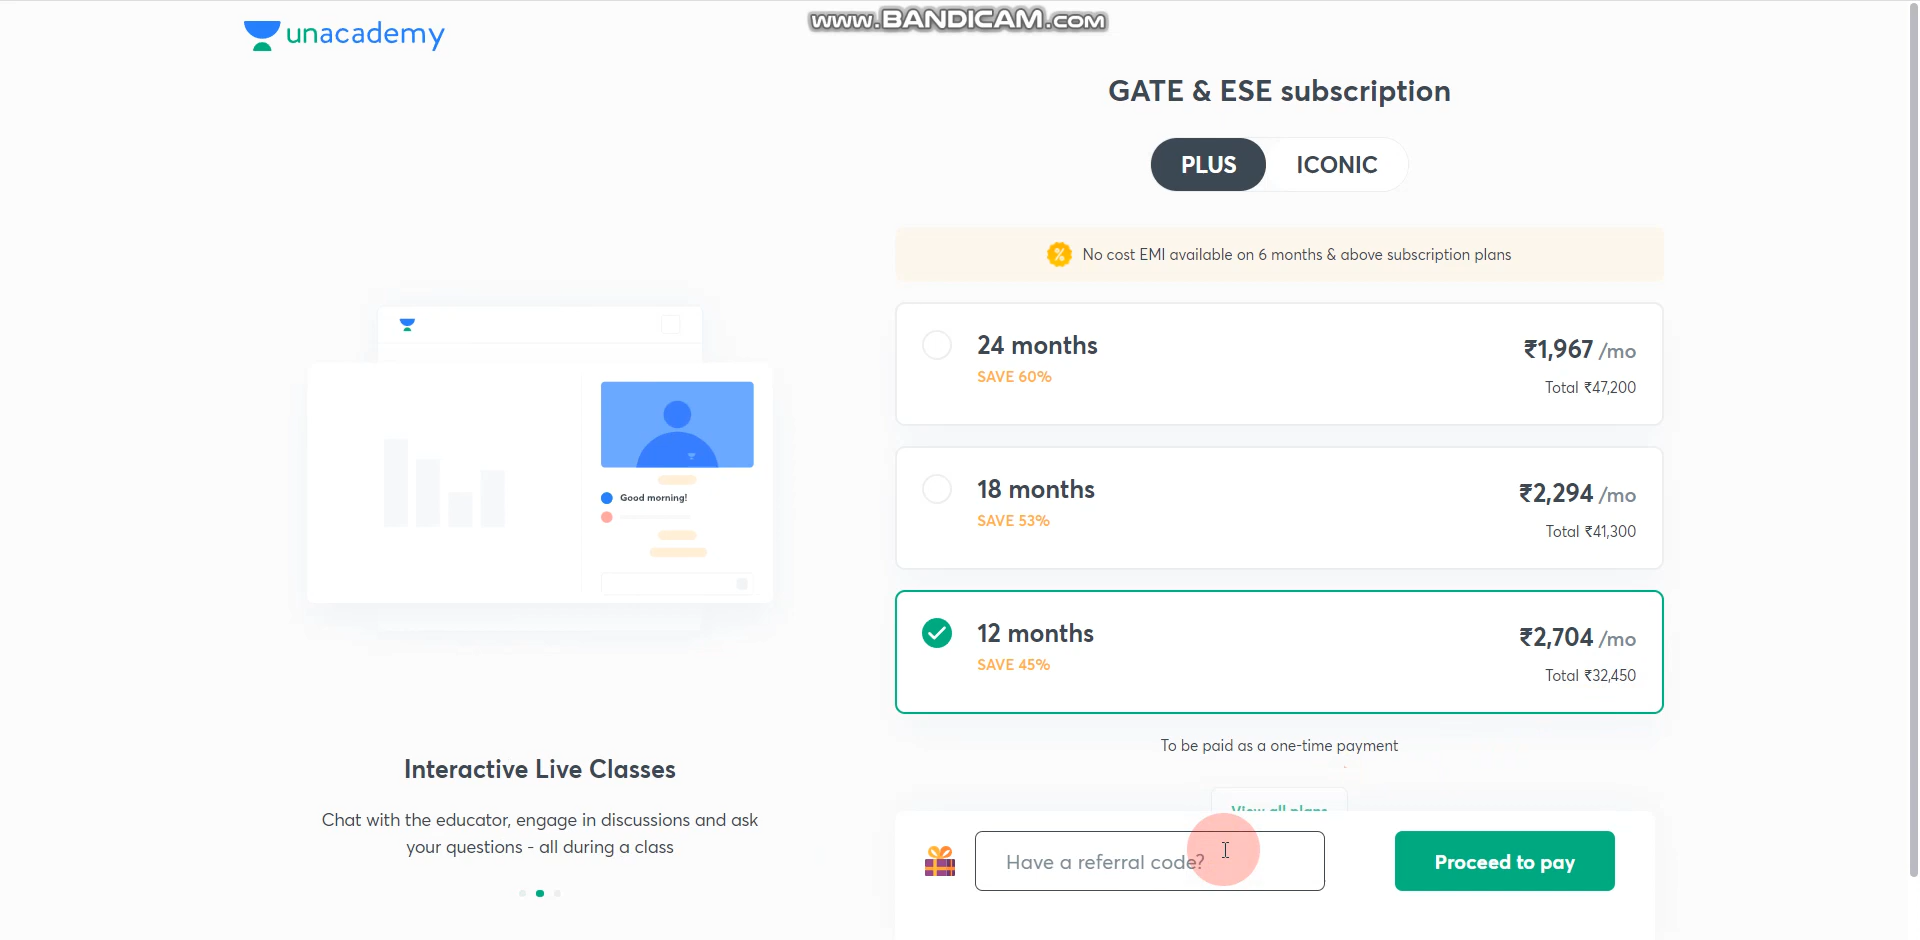 www.BANDICAM.com
unacademy
GATE & ESE subscription
PLUS
ICONIC
No cost EMI available on 6 months & above subscription plans
24 months
₹1,967 /mo
SAVE 60%
Total ₹47,200
18 months
₹2,294 /mo
SAVE 53%
Total ₹41,300
Good morning!
12 months
₹2,704 /mo
SAVE 45%
Total ₹32,450
To be paid as a one-time payment
View all plans
Interactive Live Classes
Chat with the educator, engage in discussions and ask
your questions - all during a class
Have a referral code?
Proceed to pay